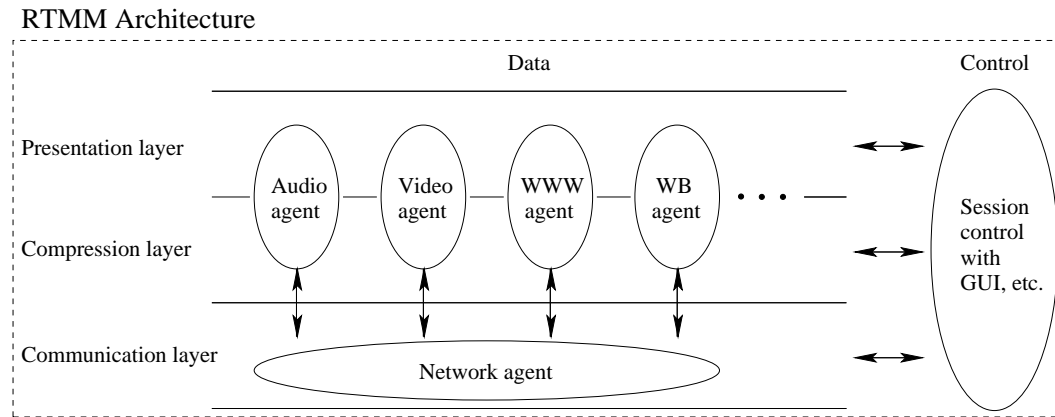 RTMM Architecture
Data
Control
Presentation layer
Audio
agent
Video
agent
WWW
agent
WB
agent
Compression layer
Session
control
with
GUI, etc.
Communication layer
Network agent